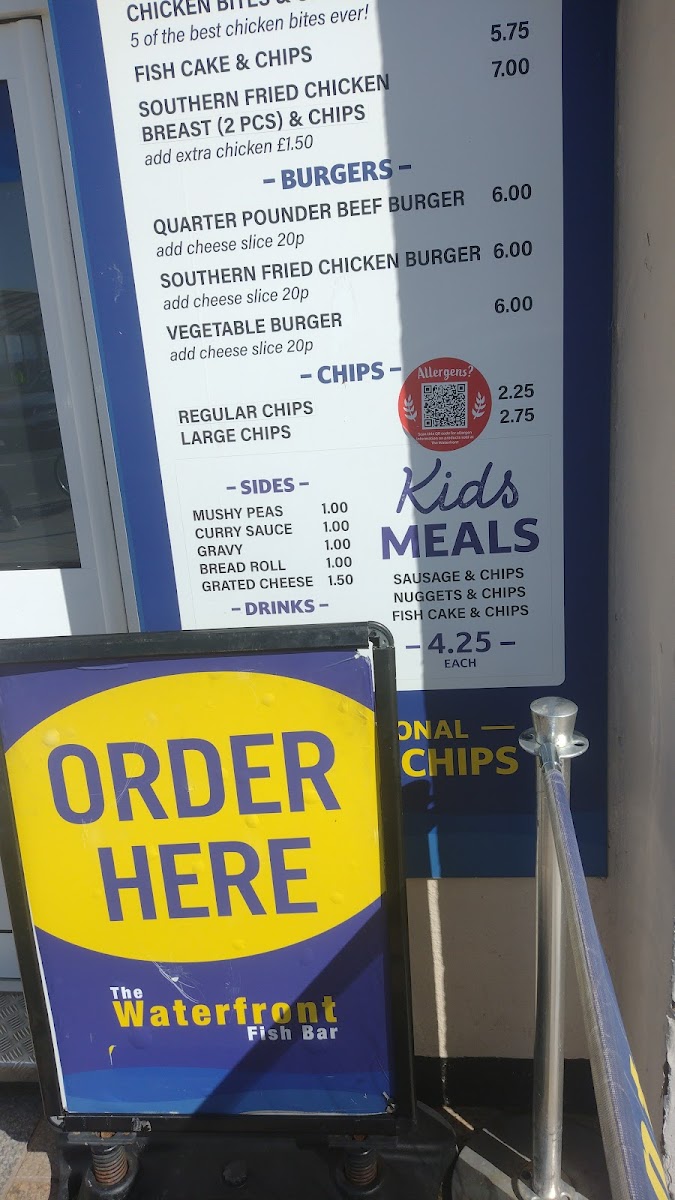 CHICKEN BITES &
5 of the best chicken bites ever!
FISH CAKE & CHIPS 5.75
SOUTHERN FRIED CHICKEN 7.00
BREAST (2 PCS) & CHIPS
add extra chicken £1.50
– BURGERS –
QUARTER POUNDER BEEF BURGER 6.00
add cheese slice 20p
SOUTHERN FRIED CHICKEN BURGER 6.00
add cheese slice 20p
VEGETABLE BURGER 6.00
add cheese slice 20p
– CHIPS –
Allergens?
REGULAR CHIPS 2.25
LARGE CHIPS 2.75
– SIDES –
MUSHY PEAS 1.00
CURRY SAUCE 1.00
GRAVY 1.00
BREAD ROLL 1.00
GRATED CHEESE 1.50
– DRINKS –
Kids
MEALS
SAUSAGE & CHIPS
NUGGETS & CHIPS
FISH CAKE & CHIPS
– 4.25 –
EACH
ONAL —
CHIPS
ORDER
HERE
The
Waterfront
Fish Bar